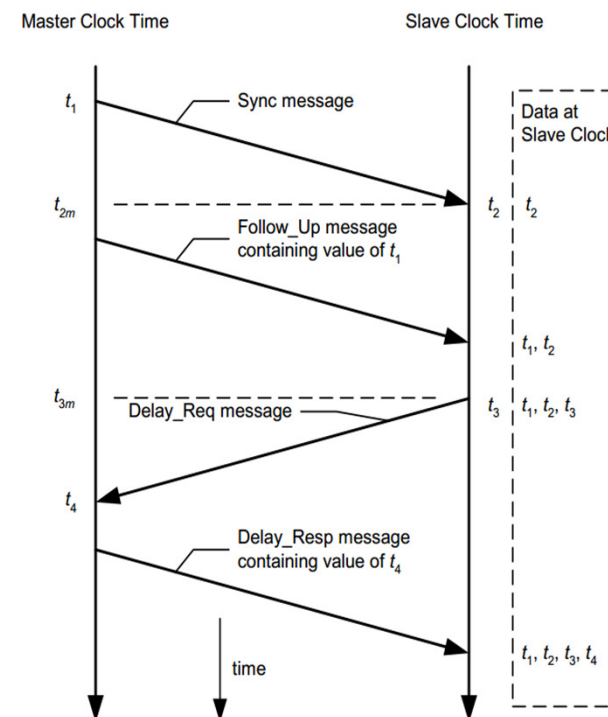 Master Clock Time
Slave Clock Time
t1
Sync message
Data at
Slave Clock
t2m
t2
t2
Follow_Up message
containing value of t1
t1, t2
t3m
Delay_Req message
t3
t1, t2, t3
t4
Delay_Resp message
containing value of t4
t1, t2, t3, t4
time